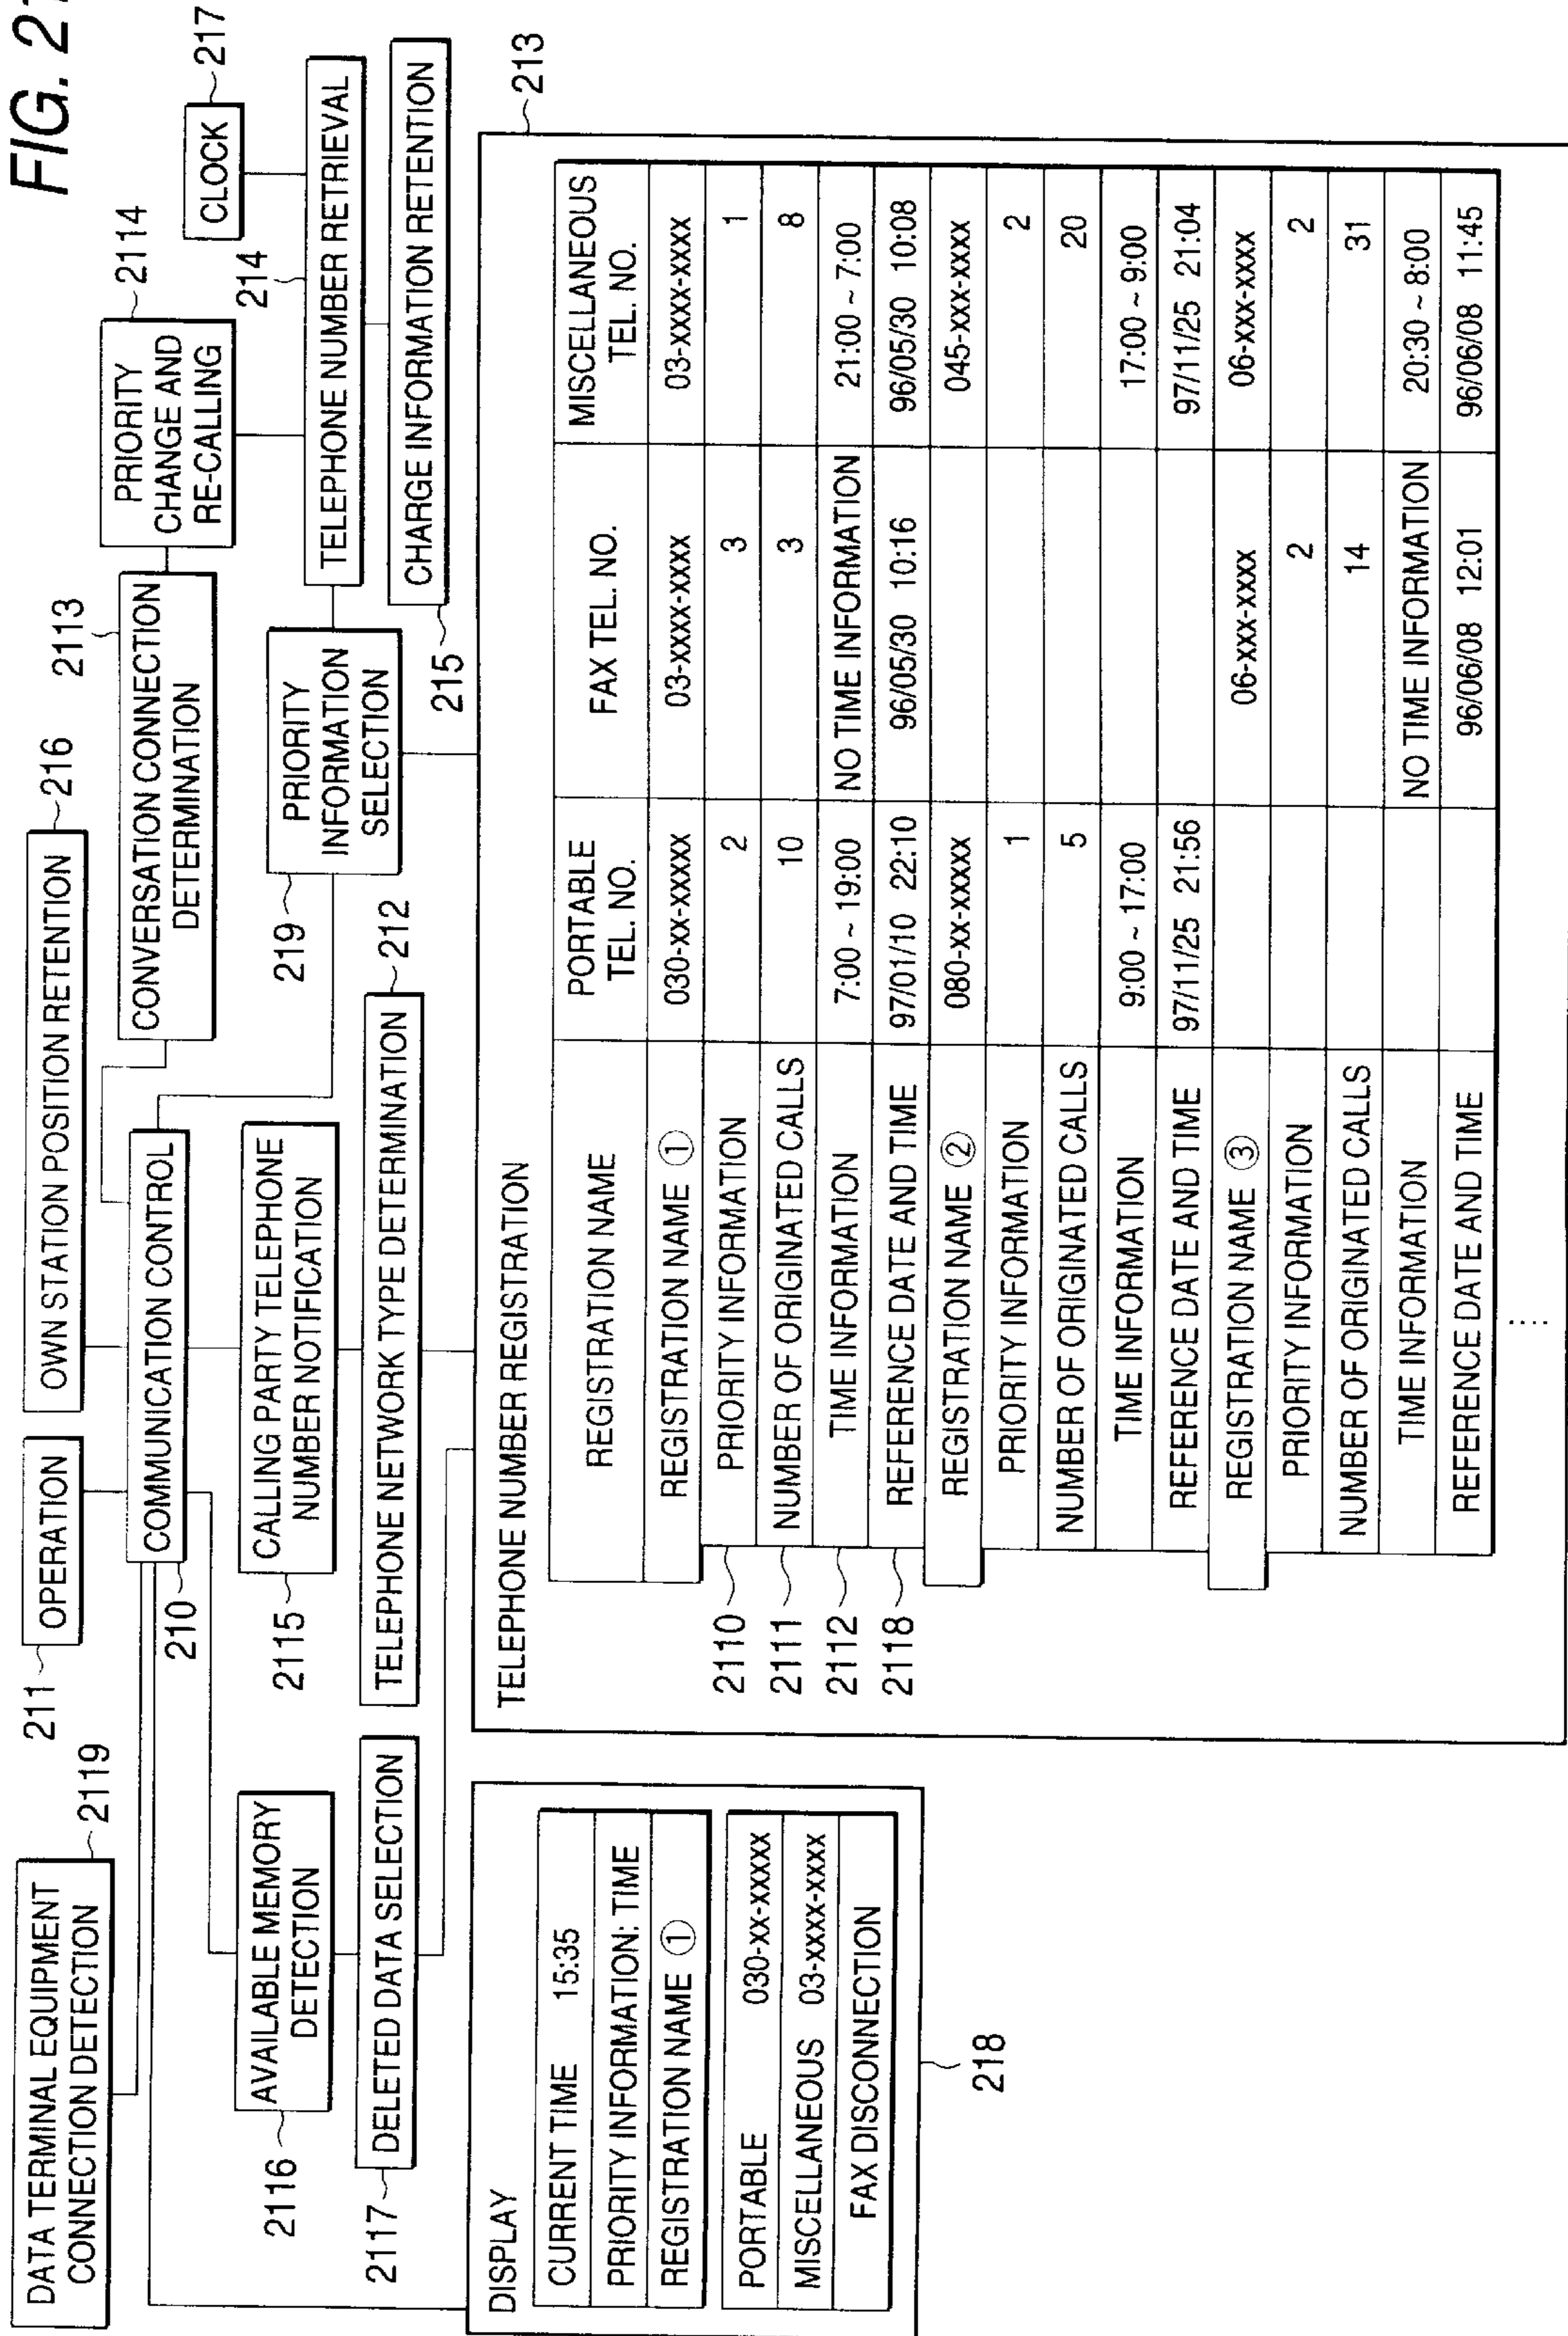 FIG. 21
DATA TERMINAL EQUIPMENT
CONNECTION DETECTION
2119
211
OPERATION
OWN STATION POSITION RETENTION
216
COMMUNICATION CONTROL
210
CONVERSATION CONNECTION
DETERMINATION
2113
PRIORITY
CHANGE AND
RE-CALLING
2114
CLOCK
217
214
TELEPHONE NUMBER RETRIEVAL
CHARGE INFORMATION RETENTION
215
PRIORITY
INFORMATION
SELECTION
219
AVAILABLE MEMORY
DETECTION
2116
CALLING PARTY TELEPHONE
NUMBER NOTIFICATION
2115
DELETED DATA SELECTION
2117
TELEPHONE NETWORK TYPE DETERMINATION
212
DISPLAY
CURRENT TIME 15:35
PRIORITY INFORMATION: TIME
REGISTRATION NAME ①
PORTABLE 030-xx-xxxxx
MISCELLANEOUS 03-xxxx-xxxx
FAX DISCONNECTION
218
TELEPHONE NUMBER REGISTRATION
213
REGISTRATION NAME PORTABLE TEL. NO. FAX TEL. NO. MISCELLANEOUS TEL. NO.
REGISTRATION NAME ① 030-xx-xxxxx 03-xxxx-xxxx 03-xxxx-xxxx
2110 PRIORITY INFORMATION 2 3 1
2111 NUMBER OF ORIGINATED CALLS 10 3 8
2112 TIME INFORMATION 7:00 ~ 19:00 NO TIME INFORMATION 21:00 ~ 7:00
2118 REFERENCE DATE AND TIME 97/01/10 22:10 96/05/30 10:16 96/05/30 10:08
REGISTRATION NAME ② 080-xx-xxxxx 045-xxx-xxxx
PRIORITY INFORMATION 1 2
NUMBER OF ORIGINATED CALLS 5 20
TIME INFORMATION 9:00 ~ 17:00 17:00 ~ 9:00
REFERENCE DATE AND TIME 97/11/25 21:56 97/11/25 21:04
REGISTRATION NAME ③ 06-xxx-xxxx 06-xxx-xxxx
PRIORITY INFORMATION 2 2
NUMBER OF ORIGINATED CALLS 14 31
TIME INFORMATION NO TIME INFORMATION 20:30 ~ 8:00
REFERENCE DATE AND TIME 96/06/08 12:01 96/06/08 11:45